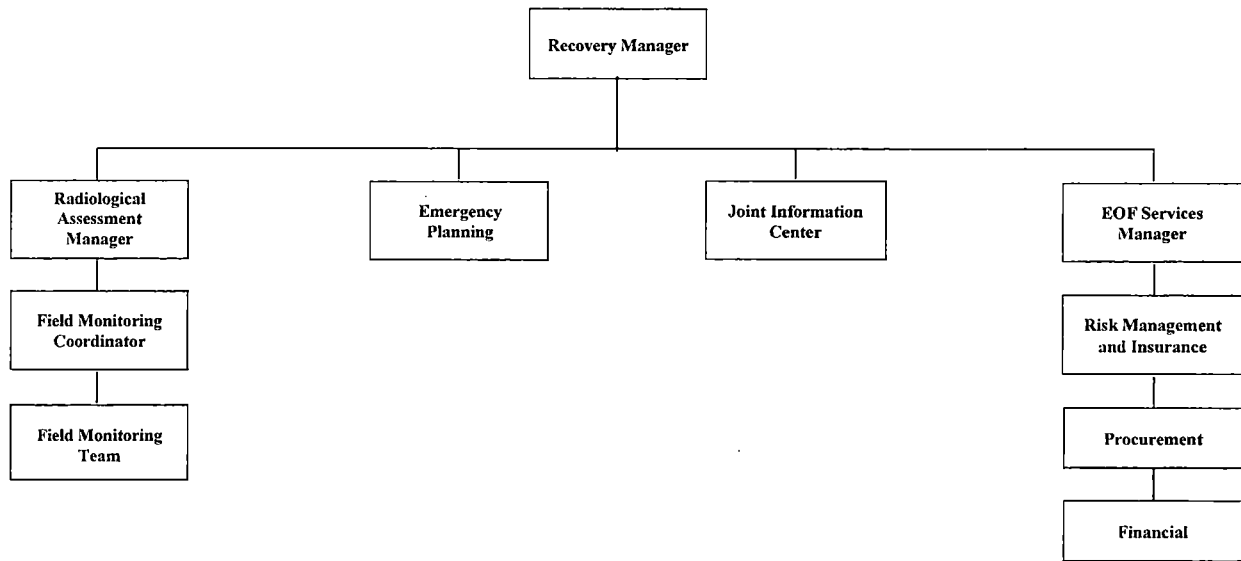 Recovery Manager
Radiological
Assessment
Manager
Emergency
Planning
Joint Information
Center
EOF Services
Manager
Field Monitoring
Coordinator
Risk Management
and Insurance
Field Monitoring
Team
Procurement
Financial